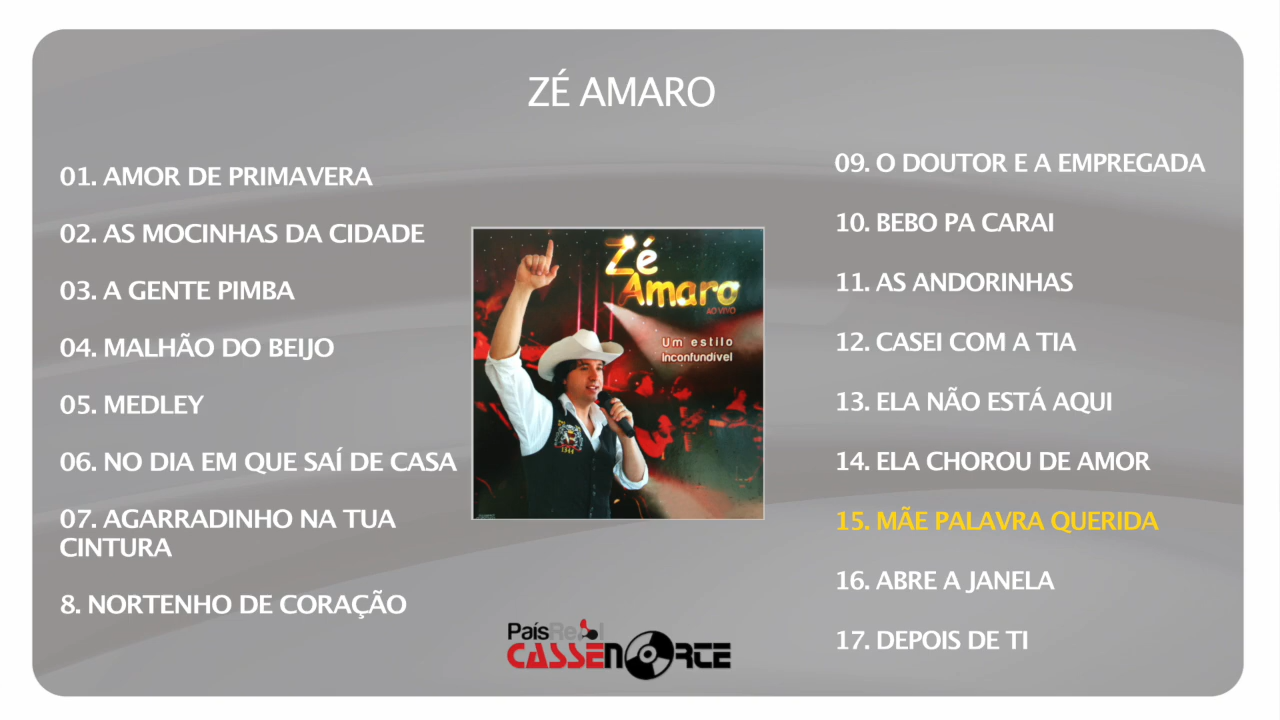 ZÉ AMARO
01. AMOR DE PRIMAVERA
02. AS MOCINHAS DA CIDADE
03. A GENTE PIMBA
04. MALHÃO DO BEIJO
05. MEDLEY
06. NO DIA EM QUE SAÍ DE CASA
07. AGARRADINHO NA TUA
CINTURA
8. NORTENHO DE CORAÇÃO
Zé
Amaro
AO VIVO
Um estilo
Inconfundível
1944
PaísReal
CASSENORTE
09. O DOUTOR E A EMPREGADA
10. BEBO PA CARAI
11. AS ANDORINHAS
12. CASEI COM A TIA
13. ELA NÃO ESTÁ AQUI
14. ELA CHOROU DE AMOR
15. MÃE PALAVRA QUERIDA
16. ABRE A JANELA
17. DEPOIS DE TI